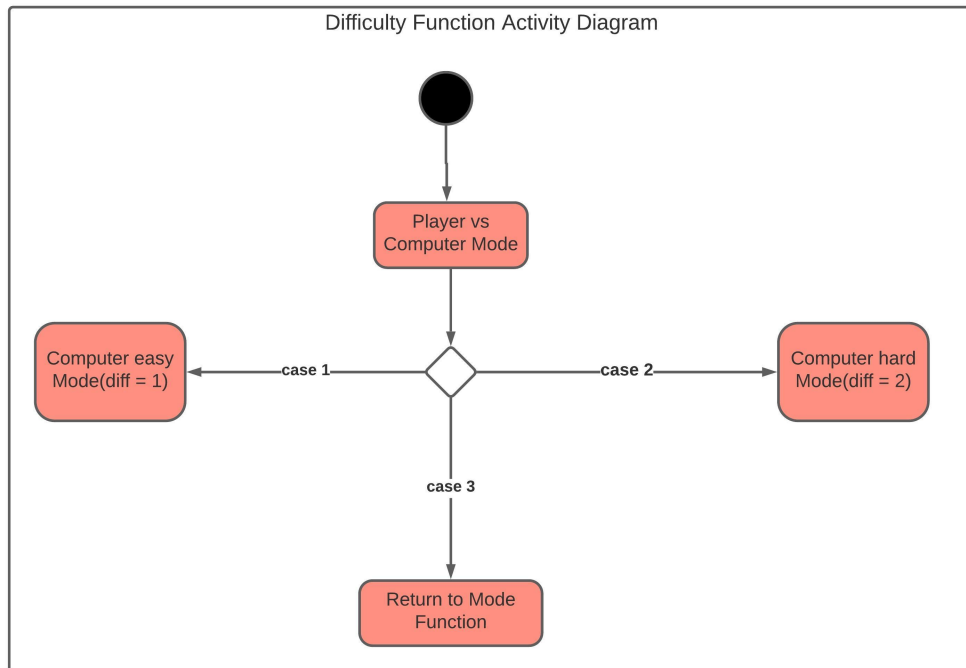 Difficulty Function Activity Diagram
Player vs
Computer Mode
Computer easy
Mode(diff = 1)
case 1
case 2
Computer hard
Mode(diff = 2)
case 3
Return to Mode
Function